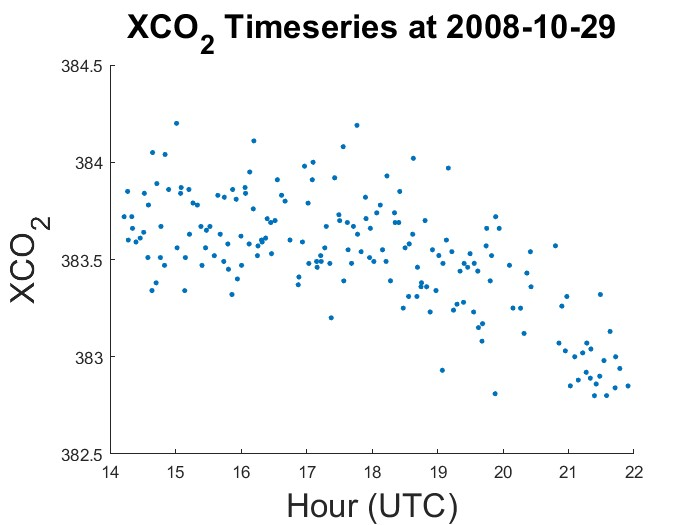 XCO₂ Timeseries at 2008-10-29
384.5
384
383.5
383
382.5
XCO₂
14 15 16 17 18 19 20 21 22
Hour (UTC)